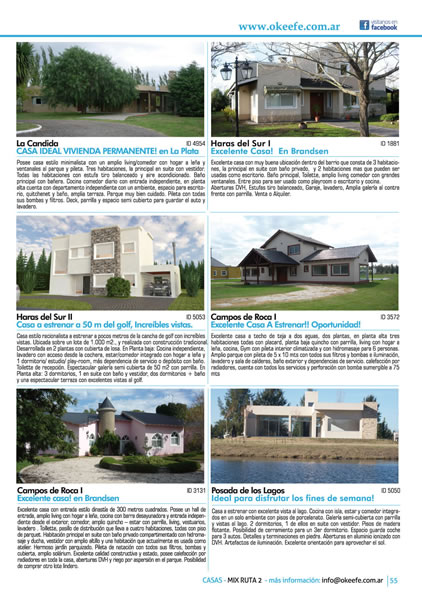 www.okeefe.com.ar
visitanos en
facebook
La Candida ID 4954
CASA IDEAL VIVIENDA PERMANENTE! en La Plata
Posee casa estilo minimalista con un amplio living/comedor con hogar a leña y
ventanales al parque y pileta. Tres habitaciones, la principal en suite con vestidor.
Todas las habitaciones con estufa tiro balanceado y aire acondicionado. Baño
principal con bañera. Cocina comedor diario con entrada independiente, en planta
alta cuenta con departamento independiente con un ambiente, espacio para escrito-
rio, quitchenet y baño, amplia terraza. Parque muy bien cuidado. Pileta con todas
sus bombas y filtros. Deck, parrilla y espacio semi cubierto para guardar el auto y
lavadero.
Haras del Sur I ID 1881
Excelente Casa! En Brandsen
Excelente casa con muy buena ubicación dentro del barrio que consta de 3 habitacio-
nes, la principal en suite con baño privado, y 2 habitaciones mas que pueden ser
usadas como escritorio. Baño principal, Toilette, amplio living comedor con grandes
ventanales. Entre piso para ser usado como playroom o escritorio y cocina.
Aberturas DVH, Estufas tiro balanceado, Garaje, lavadero, Amplia galería al contra
frente con parrilla. Venta o Alquiler.
Haras del Sur II ID 5053
Casa a estrenar a 50 m del golf, Increíbles vistas.
Casa estilo racionalista a estrenar a pocos metros de la cancha de golf con increíbles
vistas. Ubicada sobre un lote de 1.000 m2., y realizada con construcción tradicional.
Desarrollada en 2 plantas con cubierta de losa. En Planta baja: Cocina independiente,
lavadero con acceso desde la cochera, estar/comedor integrado con hogar a leña y
1 dormitorio/ estudio/ play-room, más dependencia de servicio o depósito con baño.
Toilette de recepción. Espectacular galería semi cubierta de 50 m2 con parrilla. En
Planta alta: 3 dormitorios, 1 en suite con baño y vestidor, dos dormitorios + baño
y una espectacular terraza con excelentes vistas al golf.
Campos de Roca I ID 3572
Excelente Casa A Estrenar!! Oportunidad!
Excelente casa a techo de teja a dos aguas, dos plantas, en planta alta tres
habitaciones todas con placard, planta baja quincho con parrilla, living con hogar a
leña, cocina, Gym con pileta interior climatizada y con hidromasaje para 6 personas.
Amplio parque con pileta de 5 x 10 mts con todos sus filtros y bombas e iluminación,
lavadero y sala de calderas, baño exterior y dependencias de servicio. calefacción por
radiadores, cuenta con todos los servicios y perforación con bomba sumergible a 75
mts
Campos de Roca I ID 3131
Excelente casa! en Brandsen
Excelente casa con entrada estilo directa de 300 metros cuadrados. Posee un hall de
entrada, amplio living con hogar a leña, cocina con barra desayunadora y entrada indepen-
diente desde el exterior, comedor, amplio quincho – estar con parrilla, living, vestuarios,
lavadero . Toilette, pasillo de distribución que lleva a cuatro habitaciones, todas con piso
de parquet. Habitación principal en suite con baño privado compartimentado con hidroma-
saje y ducha, vestidor con amplio altillo y una habitación que actualmente es usada como
atelier. Hermoso jardín parquizado. Pileta de natación con todos sus filtros, bombas y
cubierta, amplio solárium. Excelente calidad constructiva y estado, posee calefacción por
radiadores en toda la casa, aberturas DVH y riego por aspersión en el parque. Posibilidad
de comprar otro lote lindero.
Posada de los Lagos ID 5050
Ideal para disfrutar los fines de semana!
Casa a estrenar con excelente vista al lago. Cocina con isla, estar y comedor integra-
dos en un solo ambiente con pisos de porcelanato. Galería semi-cubierta con parrilla
y vistas al lago. 2 dormitorios, 1 de ellos en suite con vestidor. Pisos de madera
flotante. Posibilidad de cerramiento para un 3er dormitorio. Espacio guarda coche
para 3 autos. Detalles y terminaciones en piedra. Aberturas en aluminio ionizado con
DVH. Artefactos de iluminación. Excelente orientación para aprovechar el sol.
CASAS - MIX RUTA 2 - más información: info@okeefe.com.ar 55